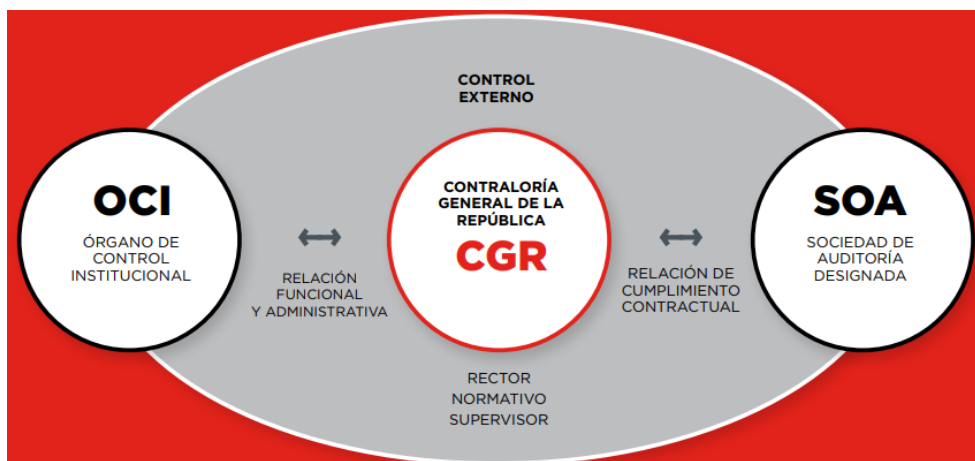 CONTROL
EXTERNO
OCI
ÓRGANO DE
CONTROL
INSTITUCIONAL
RELACIÓN
FUNCIONAL
Y ADMINISTRATIVA
CONTRALORÍA
GENERAL DE LA
REPÚBLICA
CGR
RECTOR
NORMATIVO
SUPERVISOR
RELACIÓN DE
CUMPLIMIENTO
CONTRACTUAL
SOA
SOCIEDAD DE
AUDITORÍA
DESIGNADA